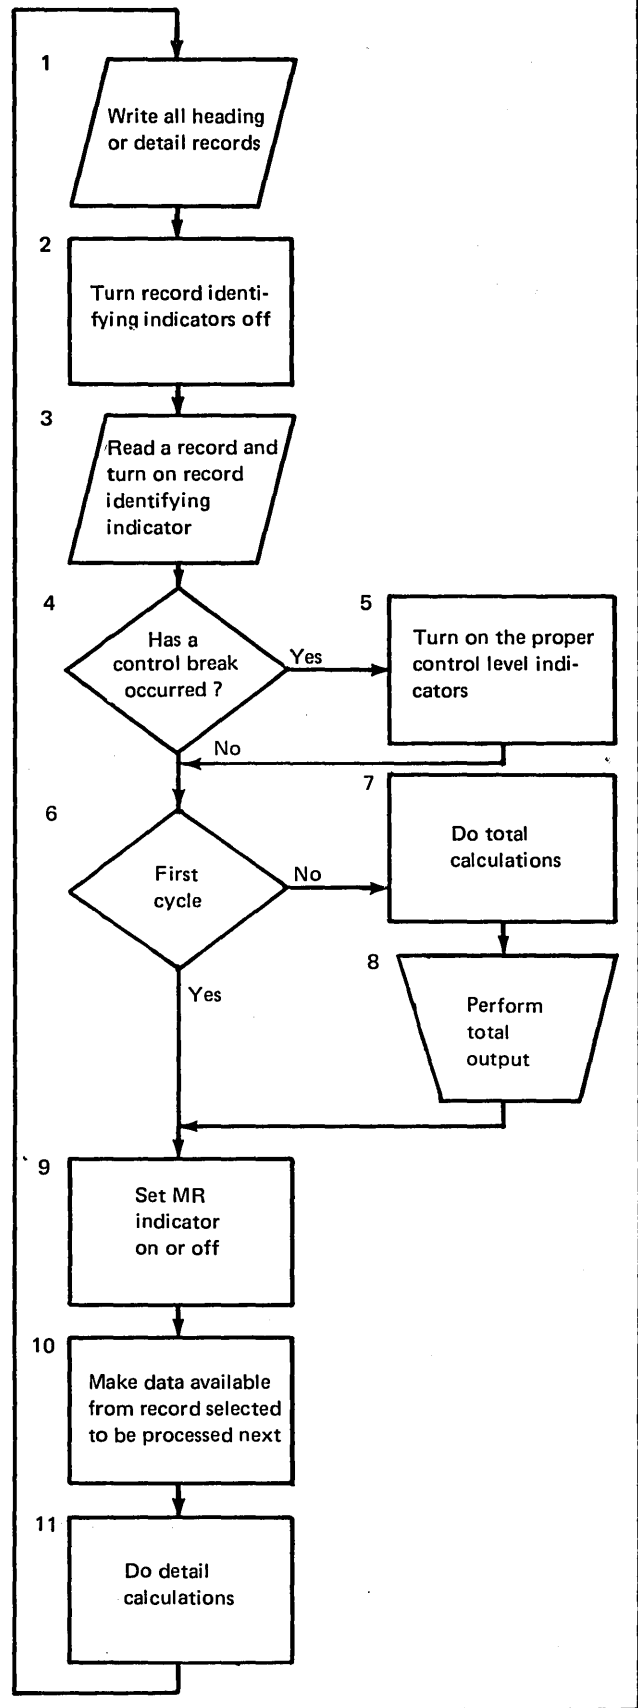 1
Write all heading
or detail records
2
Turn record identi-
fying indicators off
3
Read a record and
turn on record
identifying
indicator
4
Has a
control break
occurred ?
Yes
No
5
Turn on the proper
control level indi-
cators
6
First
cycle
No
Yes
7
Do total
calculations
8
Perform
total
output
9
Set MR
indicator
on or off
10
Make data available
from record selected
to be processed next
11
Do detail
calculations